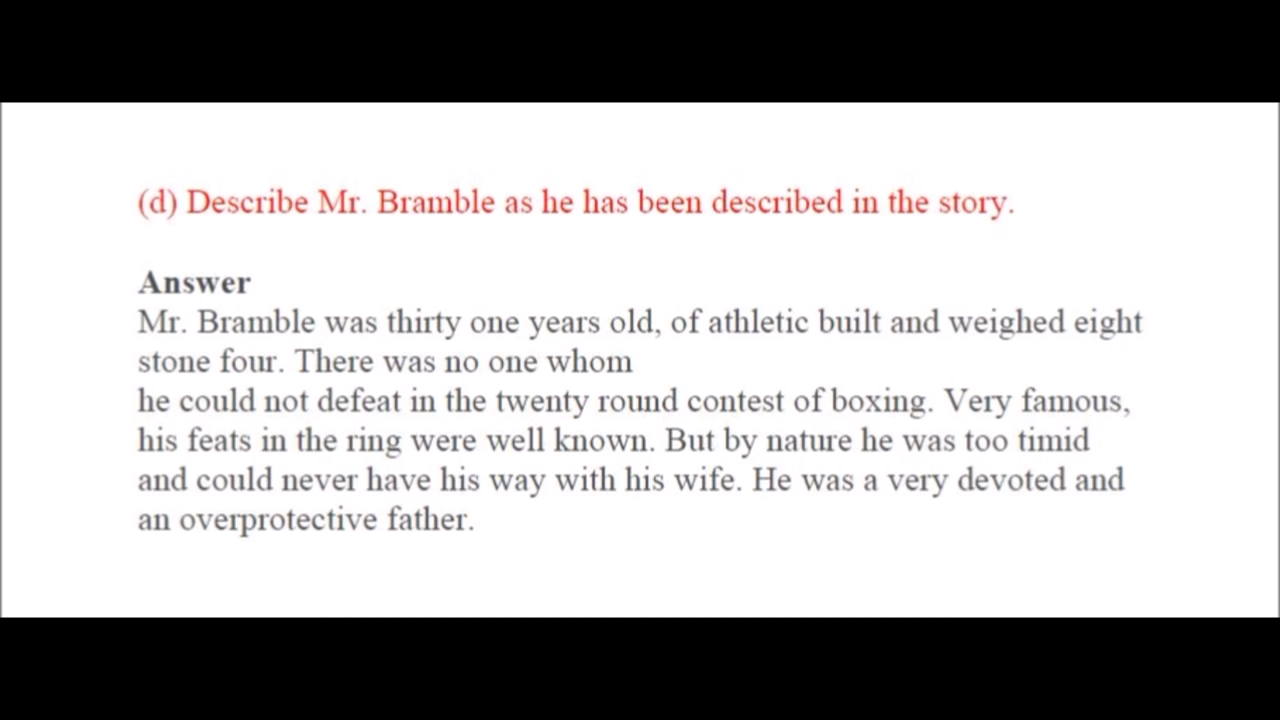 (d) Describe Mr. Bramble as he has been described in the story.
Answer
Mr. Bramble was thirty one years old, of athletic built and weighed eight
stone four. There was no one whom
he could not defeat in the twenty round contest of boxing. Very famous,
his feats in the ring were well known. But by nature he was too timid
and could never have his way with his wife. He was a very devoted and
an overprotective father.